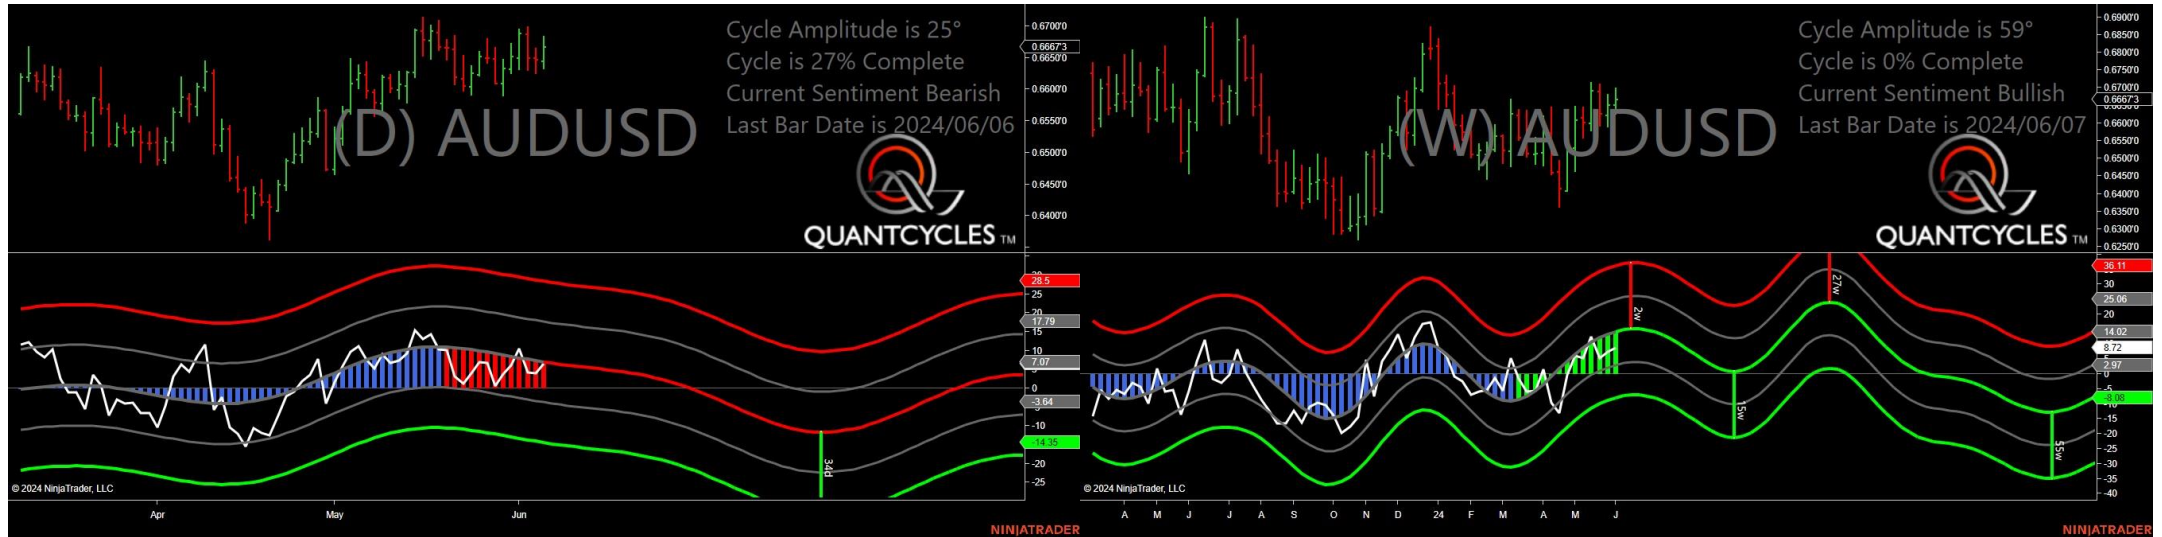 Cycle Amplitude is 25°
Cycle is 27% Complete
Current Sentiment Bearish
Last Bar Date is 2024/06/06
(D) AUDUSD
QUANTCYCLES TM
0.6700'0
0.6667'3
0.6650'0
0.6600'0
0.6550'0
0.6500'0
0.6450'0
0.6400'0
28.5
25
20
17.79
15
10
7.07
0
-3.64
-10
-14.35
-20
-25
34d
© 2024 NinjaTrader, LLC
Apr May Jun
NINJATRADER
Cycle Amplitude is 59°
Cycle is 0% Complete
Current Sentiment Bullish
Last Bar Date is 2024/06/07
(W) AUDUSD
QUANTCYCLES TM
0.6900'0
0.6850'0
0.6800'0
0.6750'0
0.6700'0
0.6667'3
0.6600'0
0.6550'0
0.6500'0
0.6450'0
0.6400'0
0.6350'0
0.6300'0
0.6250'0
36.11
30
25.06
20
14.02
8.72
2.97
0
-5
-8.08
-15
-20
-25
-30
-35
-40
2w
27w
15w
55w
© 2024 NinjaTrader, LLC
A M J J A S O N D 24 F M A M J
NINJATRADER